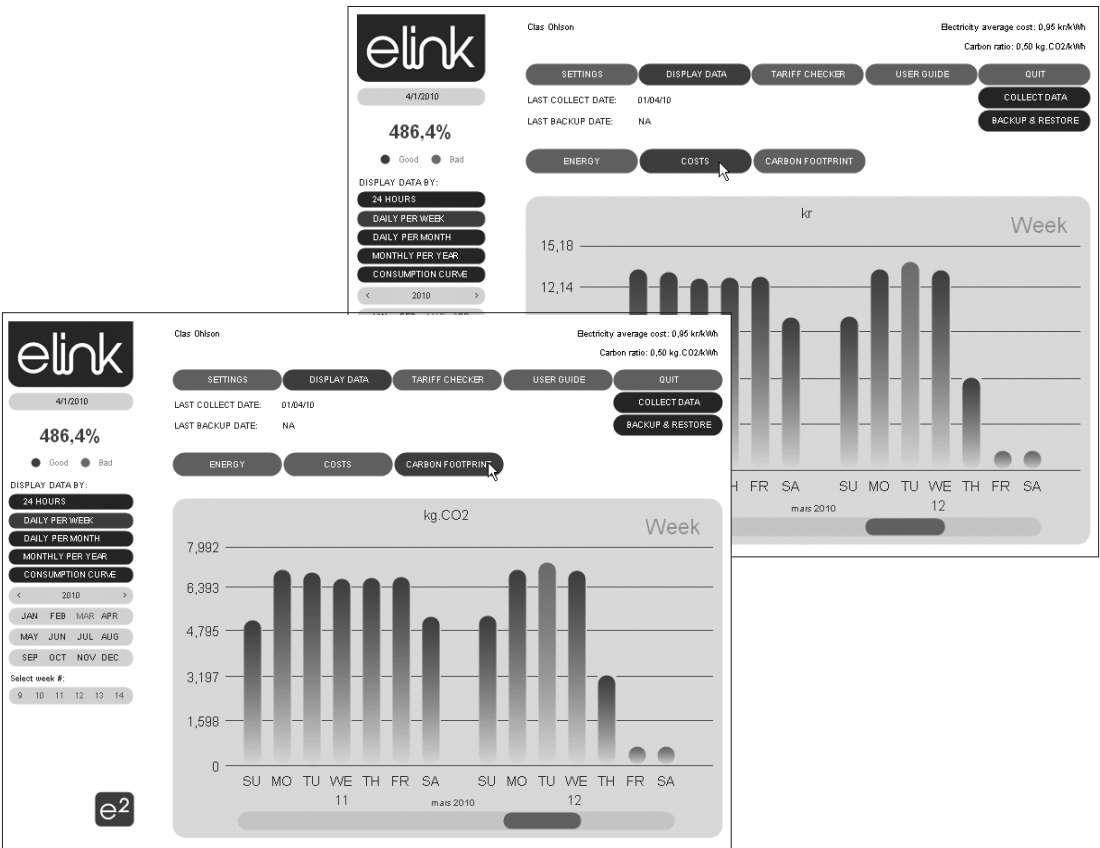 elink
Clas Ohlson
Electricity average cost: 0,95 kr/kWh
Carbon ratio: 0,50 kg.CO2/kWh
SETTINGS DISPLAY DATA TARIFF CHECKER USER GUIDE QUIT
4/1/2010
LAST COLLECT DATE: 01/04/10
COLLECT DATA
LAST BACKUP DATE: NA
BACKUP & RESTORE
486,4%
Good Bad
ENERGY COSTS CARBON FOOTPRINT
DISPLAY DATA BY:
24 HOURS
DAILY PER WEEK
DAILY PER MONTH
MONTHLY PER YEAR
CONSUMPTION CURVE
< 2010 >
kr
Week
15,18
12,14
FR SA SU MO TU WE TH FR SA
mars 2010 12
elink
Clas Ohlson
Electricity average cost: 0,95 kr/kWh
Carbon ratio: 0,50 kg.CO2/kWh
SETTINGS DISPLAY DATA TARIFF CHECKER USER GUIDE QUIT
4/1/2010
LAST COLLECT DATE: 01/04/10
COLLECT DATA
LAST BACKUP DATE: NA
BACKUP & RESTORE
486,4%
Good Bad
ENERGY COSTS CARBON FOOTPRINT
DISPLAY DATA BY:
24 HOURS
DAILY PER WEEK
DAILY PER MONTH
MONTHLY PER YEAR
CONSUMPTION CURVE
< 2010 >
JAN FEB MAR APR
MAY JUN JUL AUG
SEP OCT NOV DEC
Select week #:
9 10 11 12 13 14
kg.CO2
Week
7,992
6,393
4,795
3,197
1,598
0
SU MO TU WE TH FR SA SU MO TU WE TH FR SA
11 mars 2010 12
e2